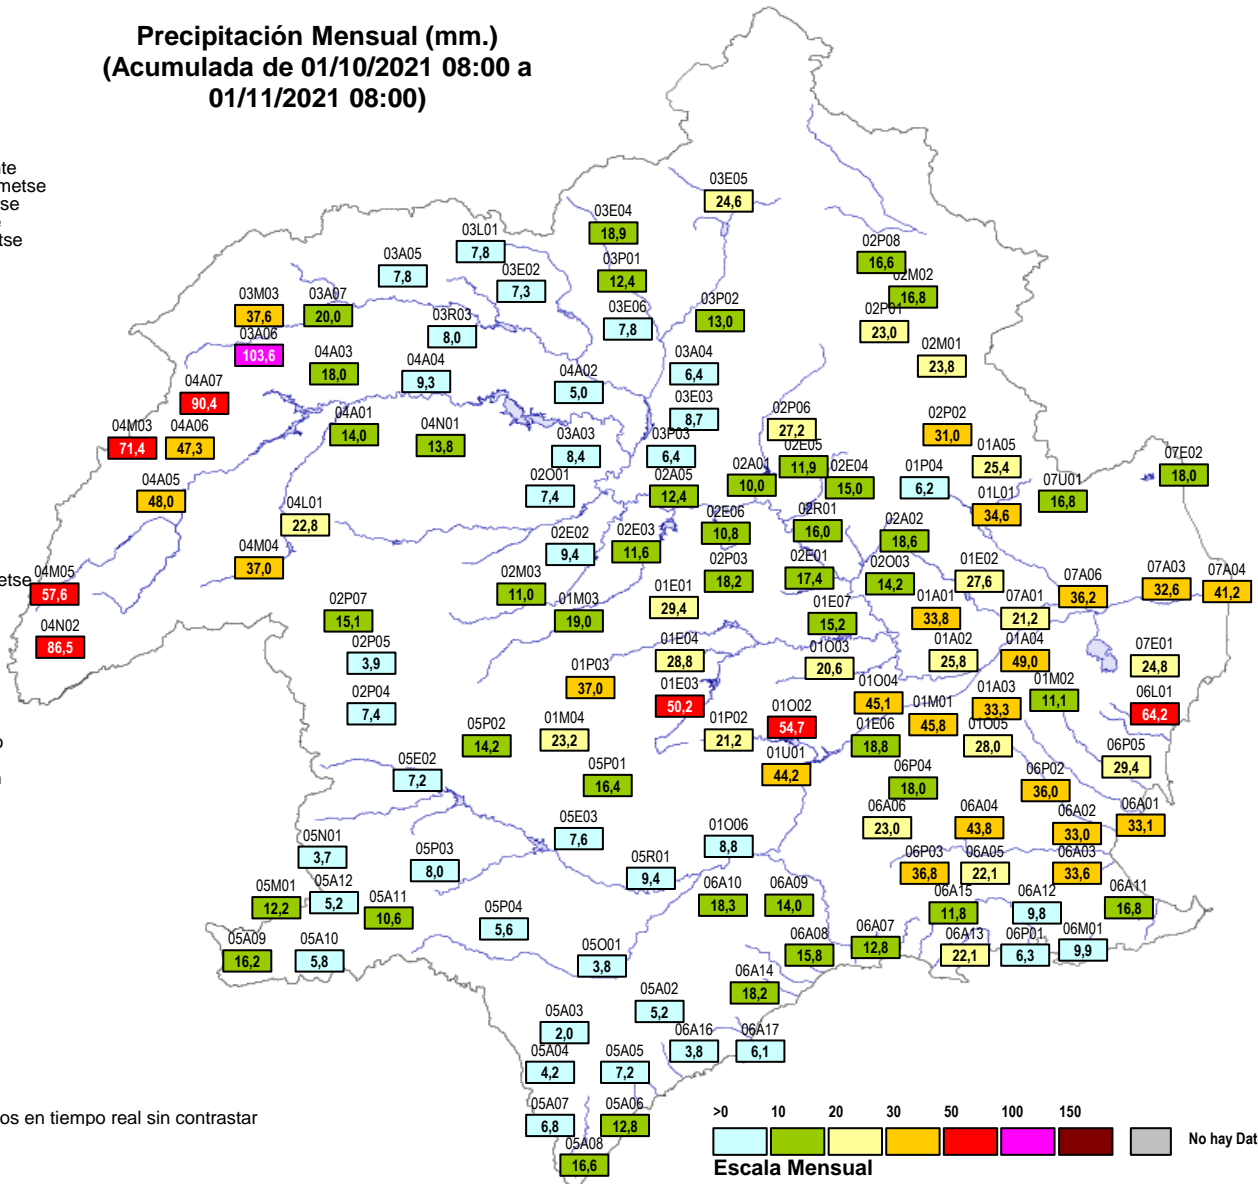 Precipitación Mensual (mm.)
(Acumulada de 01/10/2021 08:00 a
01/11/2021 08:00)
te
metse
se
tse
03E05
24,6
03E04
18,9
03L01
7,8
03A05
7,8
03E02
7,3
03P01
12,4
02P08
16,6
02M02
16,8
03M03
37,6
03A07
20,0
03R03
8,0
03E06
7,8
03P02
13,0
02P01
23,0
03A06
103,6
04A03
18,0
04A04
9,3
04A02
5,0
03A04
6,4
02M01
23,8
04A07
90,4
03E03
8,7
04M03
71,4
04A06
47,3
04A01
14,0
04N01
13,8
03A03
8,4
03P03
6,4
02P06
27,2
02P02
31,0
02E05
11,9
01A05
25,4
07E02
18,0
04A05
48,0
02O01
7,4
02A05
12,4
02A01
10,0
02E04
15,0
01P04
6,2
07U01
16,8
04L01
22,8
01L01
34,6
02E06
10,8
02R01
16,0
02A02
18,6
04M04
37,0
02E02
9,4
02E03
11,6
etse
04M05
57,6
02M03
11,0
02P03
18,2
02E01
17,4
02O03
14,2
01E02
27,6
07A06
36,2
07A03
32,6
07A04
41,2
04N02
86,5
02P07
15,1
01M03
19,0
01E01
29,4
01E07
15,2
01A01
33,8
07A01
21,2
02P05
3,9
01E04
28,8
01O03
20,6
01A02
25,8
01A04
49,0
07E01
24,8
02P04
7,4
01P03
37,0
01E03
50,2
01O04
45,1
01A03
33,3
01M02
11,1
06L01
64,2
05P02
14,2
01M04
23,2
01P02
21,2
01O02
54,7
01E06
18,8
01M01
45,8
01O05
28,0
05E02
7,2
05P01
16,4
01U01
44,2
06P04
18,0
06P02
36,0
06P05
29,4
05E03
7,6
01O06
8,8
06A06
23,0
06A04
43,8
06A02
33,0
06A01
33,1
05N01
3,7
05P03
8,0
05R01
9,4
06P03
36,8
06A05
22,1
06A03
33,6
05M01
12,2
05A12
5,2
05A11
10,6
06A10
18,3
06A09
14,0
06A15
11,8
06A12
9,8
06A11
16,8
05P04
5,6
05A09
16,2
05A10
5,8
05O01
3,8
06A08
15,8
06A07
12,8
06A13
22,1
06P01
6,3
06M01
9,9
06A14
18,2
05A02
5,2
05A03
2,0
06A16
3,8
06A17
6,1
05A04
4,2
05A05
7,2
05A07
6,8
05A06
12,8
05A08
16,6
os en tiempo real sin contrastar
>0 10 20 30 50 100 150
No hay Dat
Escala Mensual